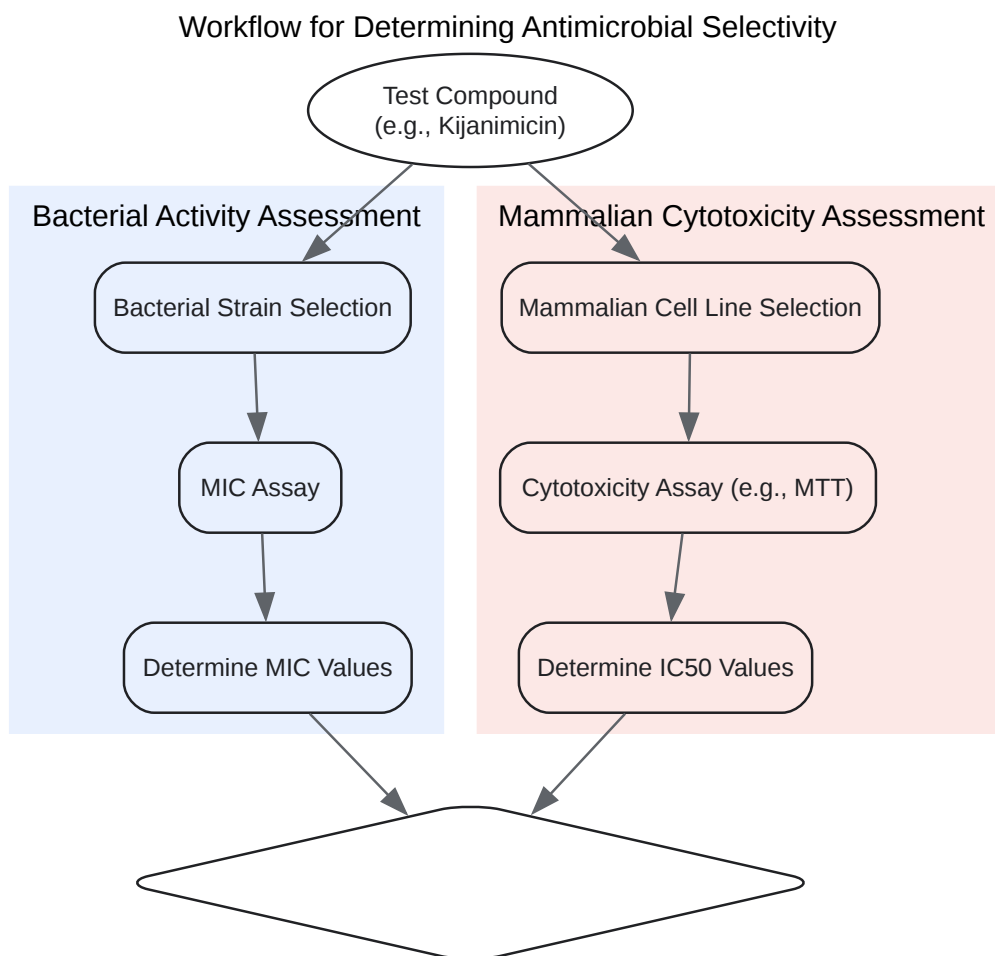 Workflow for Determining Antimicrobial Selectivity
Test Compound
(e.g., Kijanimicin)
Bacterial Activity Assessment
Mammalian Cytotoxicity Assessment
Bacterial Strain Selection
Mammalian Cell Line Selection
MIC Assay
Cytotoxicity Assay (e.g., MTT)
Determine MIC Values
Determine IC50 Values